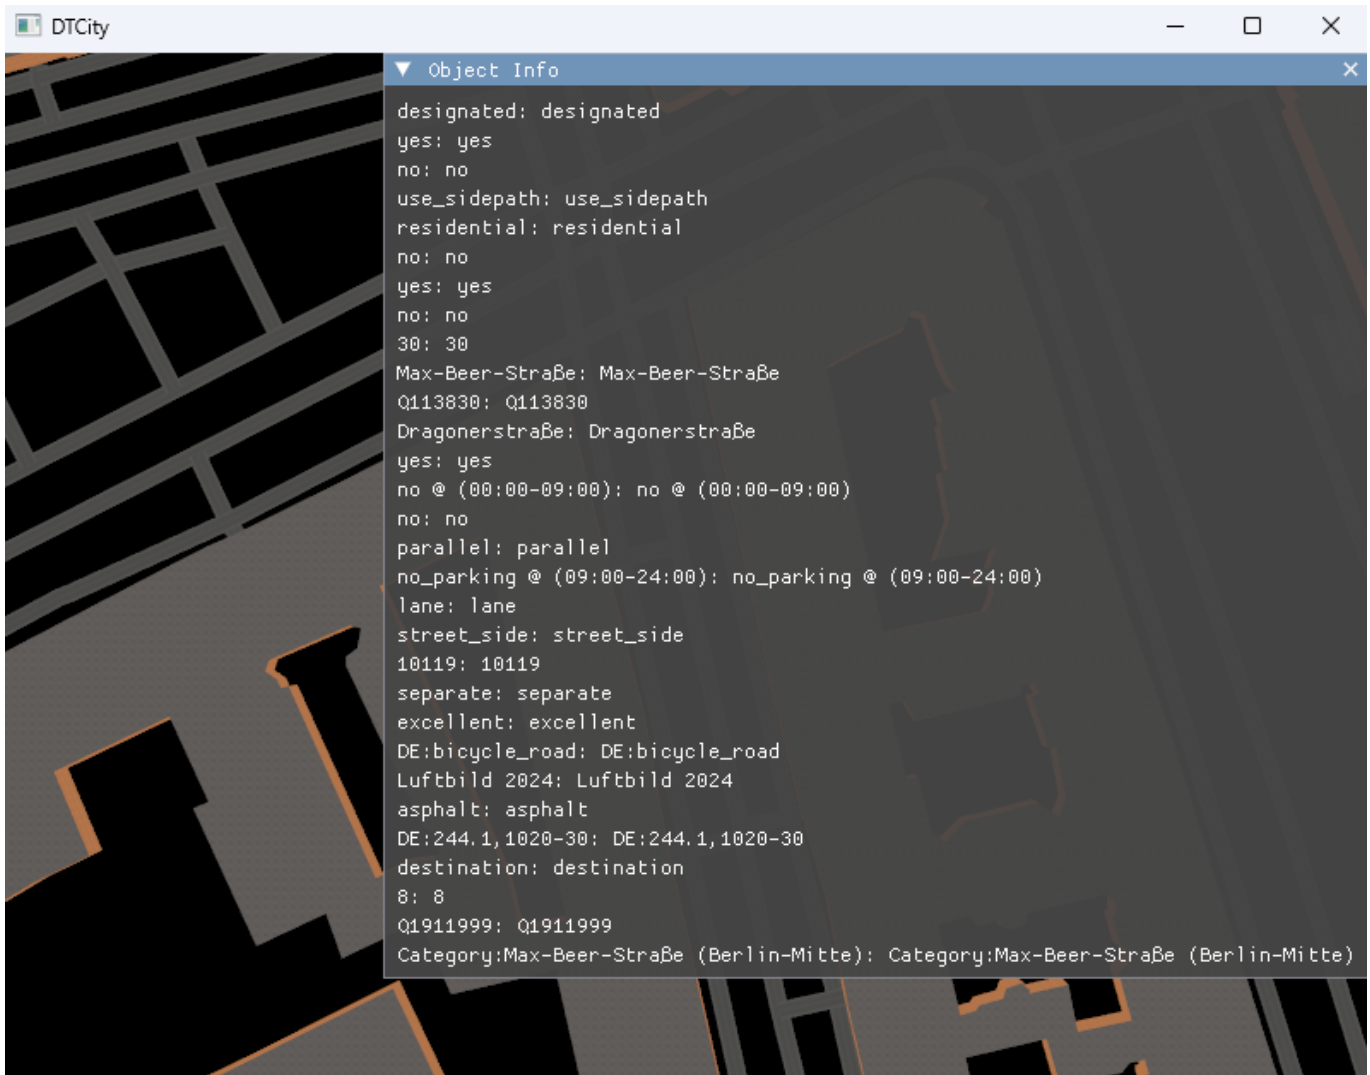 DTCity
Object Info
designated: designated
yes: yes
no: no
use_sidepath: use_sidepath
residential: residential
no: no
yes: yes
no: no
30: 30
Max-Beer-Straße: Max-Beer-Straße
Q113830: Q113830
Dragonerstraße: Dragonerstraße
yes: yes
no @ (00:00-09:00): no @ (00:00-09:00)
no: no
parallel: parallel
no_parking @ (09:00-24:00): no_parking @ (09:00-24:00)
lane: lane
street_side: street_side
10119: 10119
separate: separate
excellent: excellent
DE:bicycle_road: DE:bicycle_road
Luftbild 2024: Luftbild 2024
asphalt: asphalt
DE:244.1,1020-30: DE:244.1,1020-30
destination: destination
8: 8
Q1911999: Q1911999
Category:Max-Beer-Straße (Berlin-Mitte): Category:Max-Beer-Straße (Berlin-Mitte)